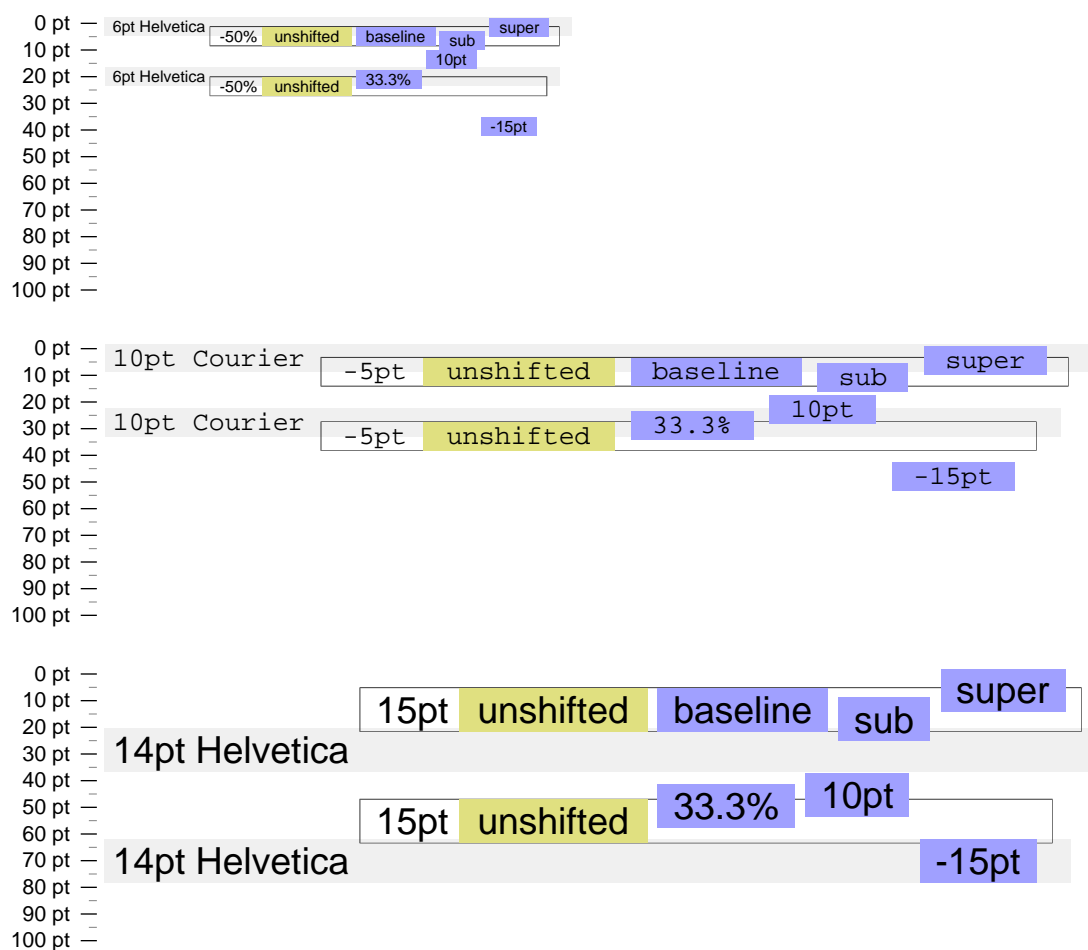 0 pt
6pt Helvetica -50% unshifted baseline sub super
10 pt
10pt
20 pt
6pt Helvetica -50% unshifted 33.3%
30 pt
40 pt
-15pt
50 pt
60 pt
70 pt
80 pt
90 pt
100 pt
0 pt
10pt Courier -5pt unshifted baseline sub super
10 pt
20 pt
10pt Courier -5pt unshifted 33.3% 10pt
30 pt
40 pt
50 pt
-15pt
60 pt
70 pt
80 pt
90 pt
100 pt
0 pt
10 pt
15pt unshifted baseline sub super
20 pt
30 pt
14pt Helvetica
40 pt
50 pt
15pt unshifted 33.3% 10pt
60 pt
70 pt
14pt Helvetica -15pt
80 pt
90 pt
100 pt